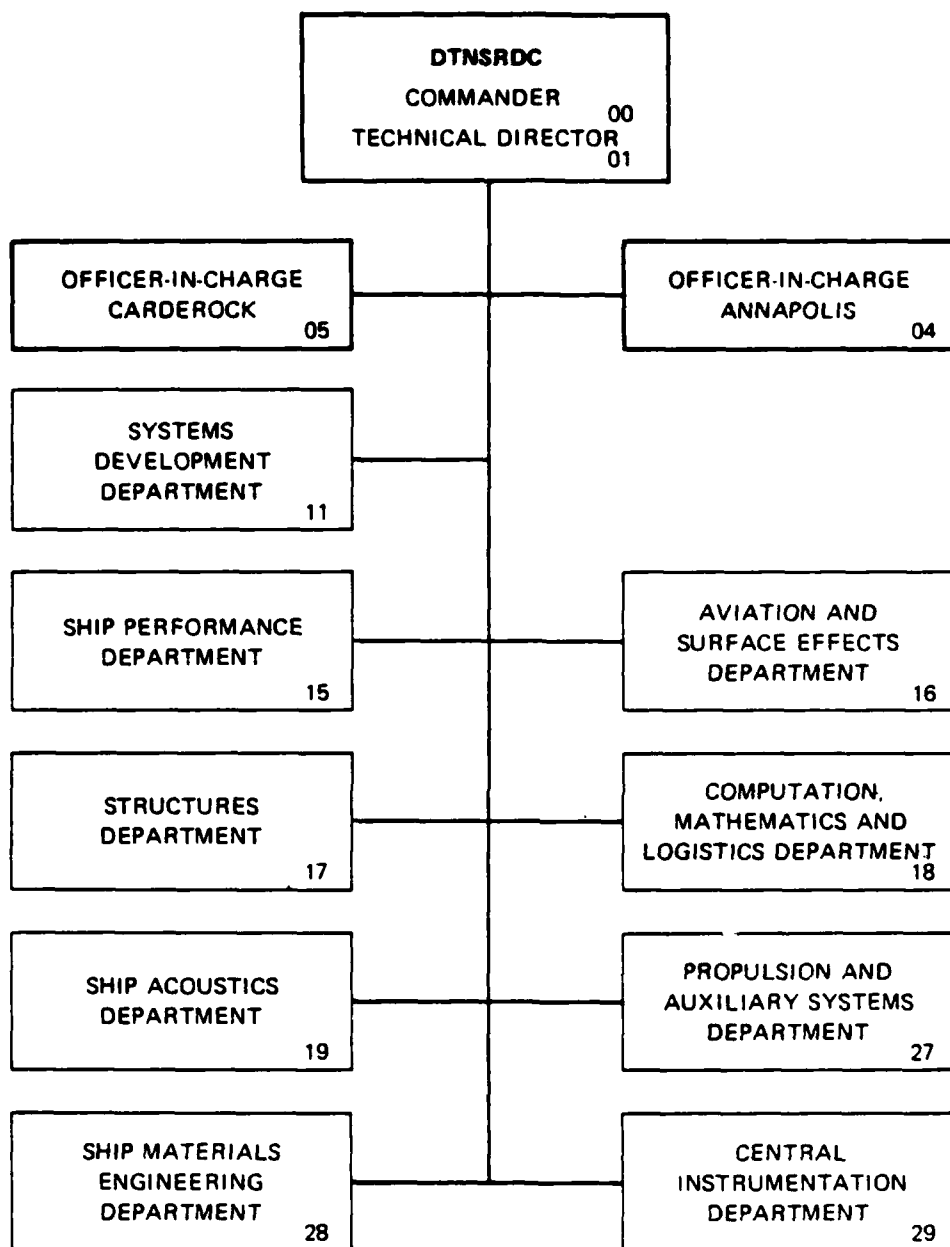 DTNSRDC
COMMANDER
00
TECHNICAL DIRECTOR
01
OFFICER-IN-CHARGE
CARDEROCK
05
OFFICER-IN-CHARGE
ANNAPOLIS
04
SYSTEMS
DEVELOPMENT
DEPARTMENT
11
SHIP PERFORMANCE
DEPARTMENT
15
AVIATION AND
SURFACE EFFECTS
DEPARTMENT
16
STRUCTURES
DEPARTMENT
17
COMPUTATION,
MATHEMATICS AND
LOGISTICS DEPARTMENT
18
SHIP ACOUSTICS
DEPARTMENT
19
PROPULSION AND
AUXILIARY SYSTEMS
DEPARTMENT
27
SHIP MATERIALS
ENGINEERING
DEPARTMENT
28
CENTRAL
INSTRUMENTATION
DEPARTMENT
29